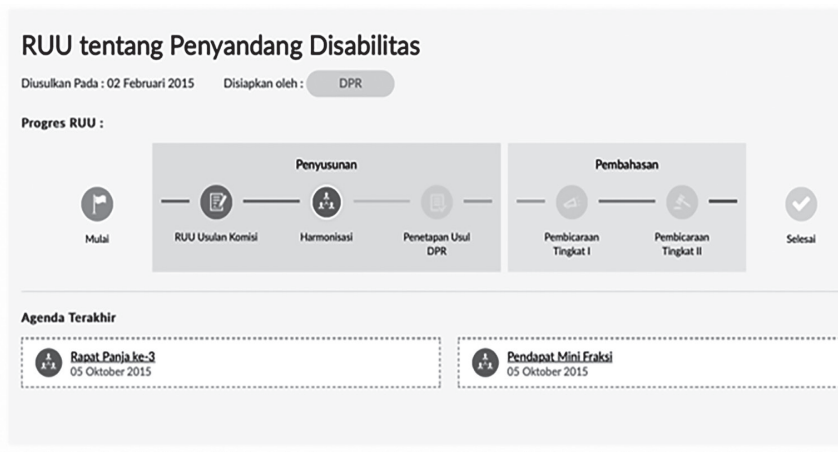 RUU tentang Penyandang Disabilitas
Diusulkan Pada : 02 Februari 2015 Disiapkan oleh : DPR
Progres RUU :
Penyusunan
Pembahasan
Mulai
RUU Usulan Komisi
Harmonisasi
Penetapan Usul
DPR
Pembicaraan
Tingkat I
Pembicaraan
Tingkat II
Selesai
Agenda Terakhir
Rapat Panja ke-3
05 Oktober 2015
Pendapat Mini Fraksi
05 Oktober 2015